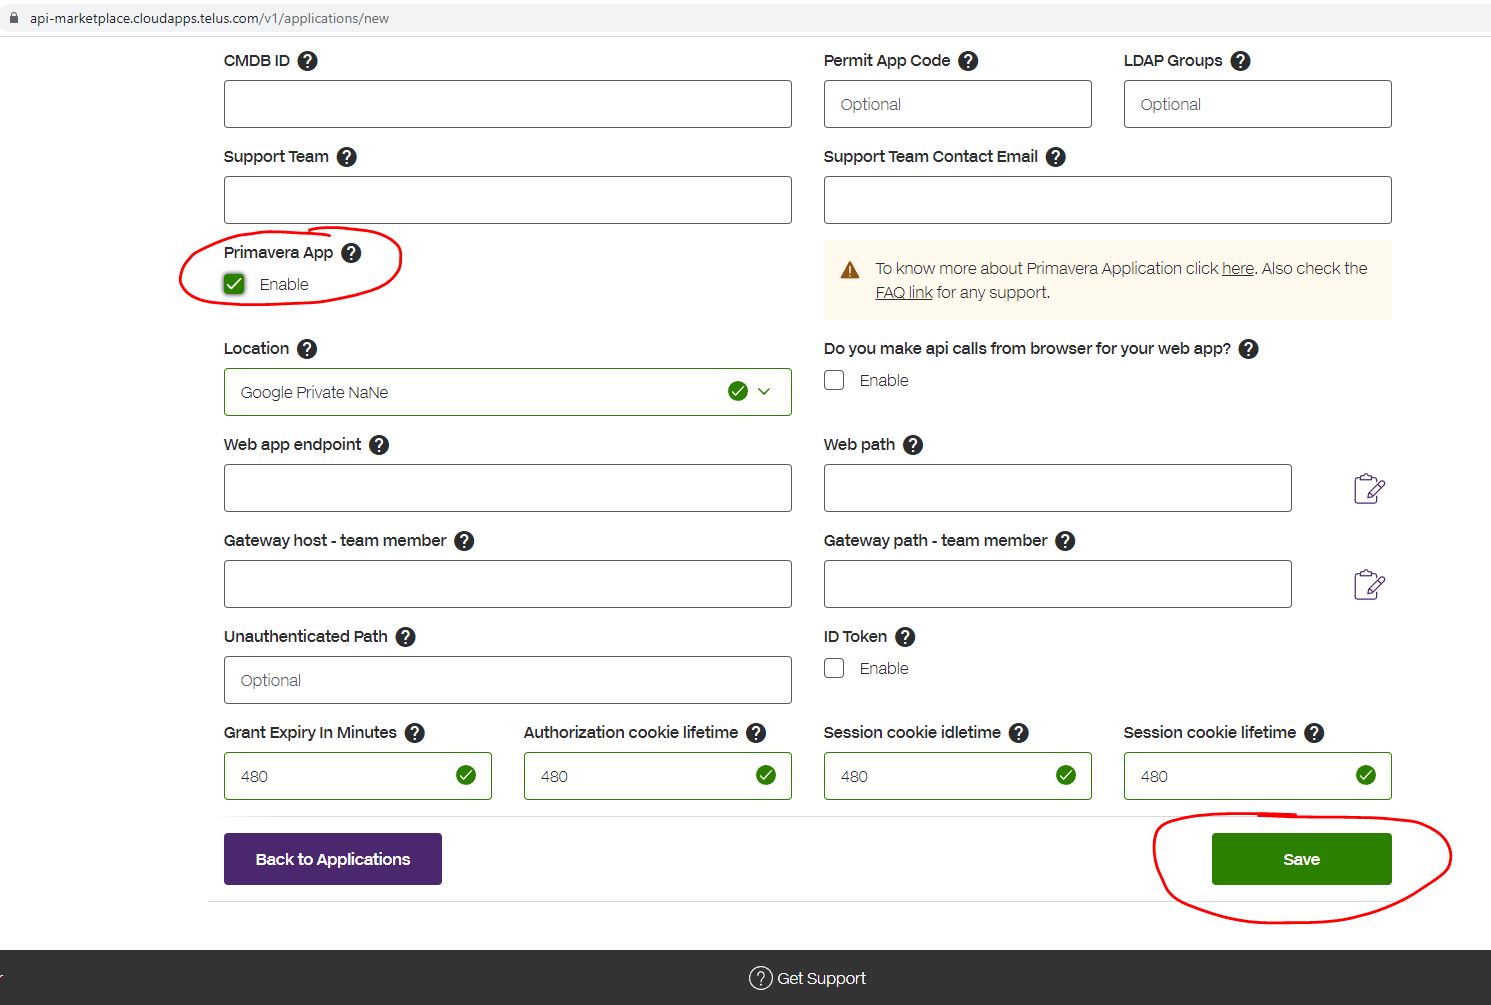 api-marketplace.cloudapps.telus.com/v1/applications/new
CMDB ID ? Permit App Code ? LDAP Groups ?
Optional Optional
Support Team ? Support Team Contact Email ?
Primavera App ?
Enable
To know more about Primavera Application click here. Also check the
FAQ link for any support.
Location ? Do you make api calls from browser for your web app? ?
Google Private NaNe
Enable
Web app endpoint ? Web path ?
Gateway host - team member ? Gateway path - team member ?
Unauthenticated Path ? ID Token ?
Optional
Enable
Grant Expiry In Minutes ? Authorization cookie lifetime ? Session cookie idletime ? Session cookie lifetime ?
480 480 480 480
Back to Applications Save
? Get Support